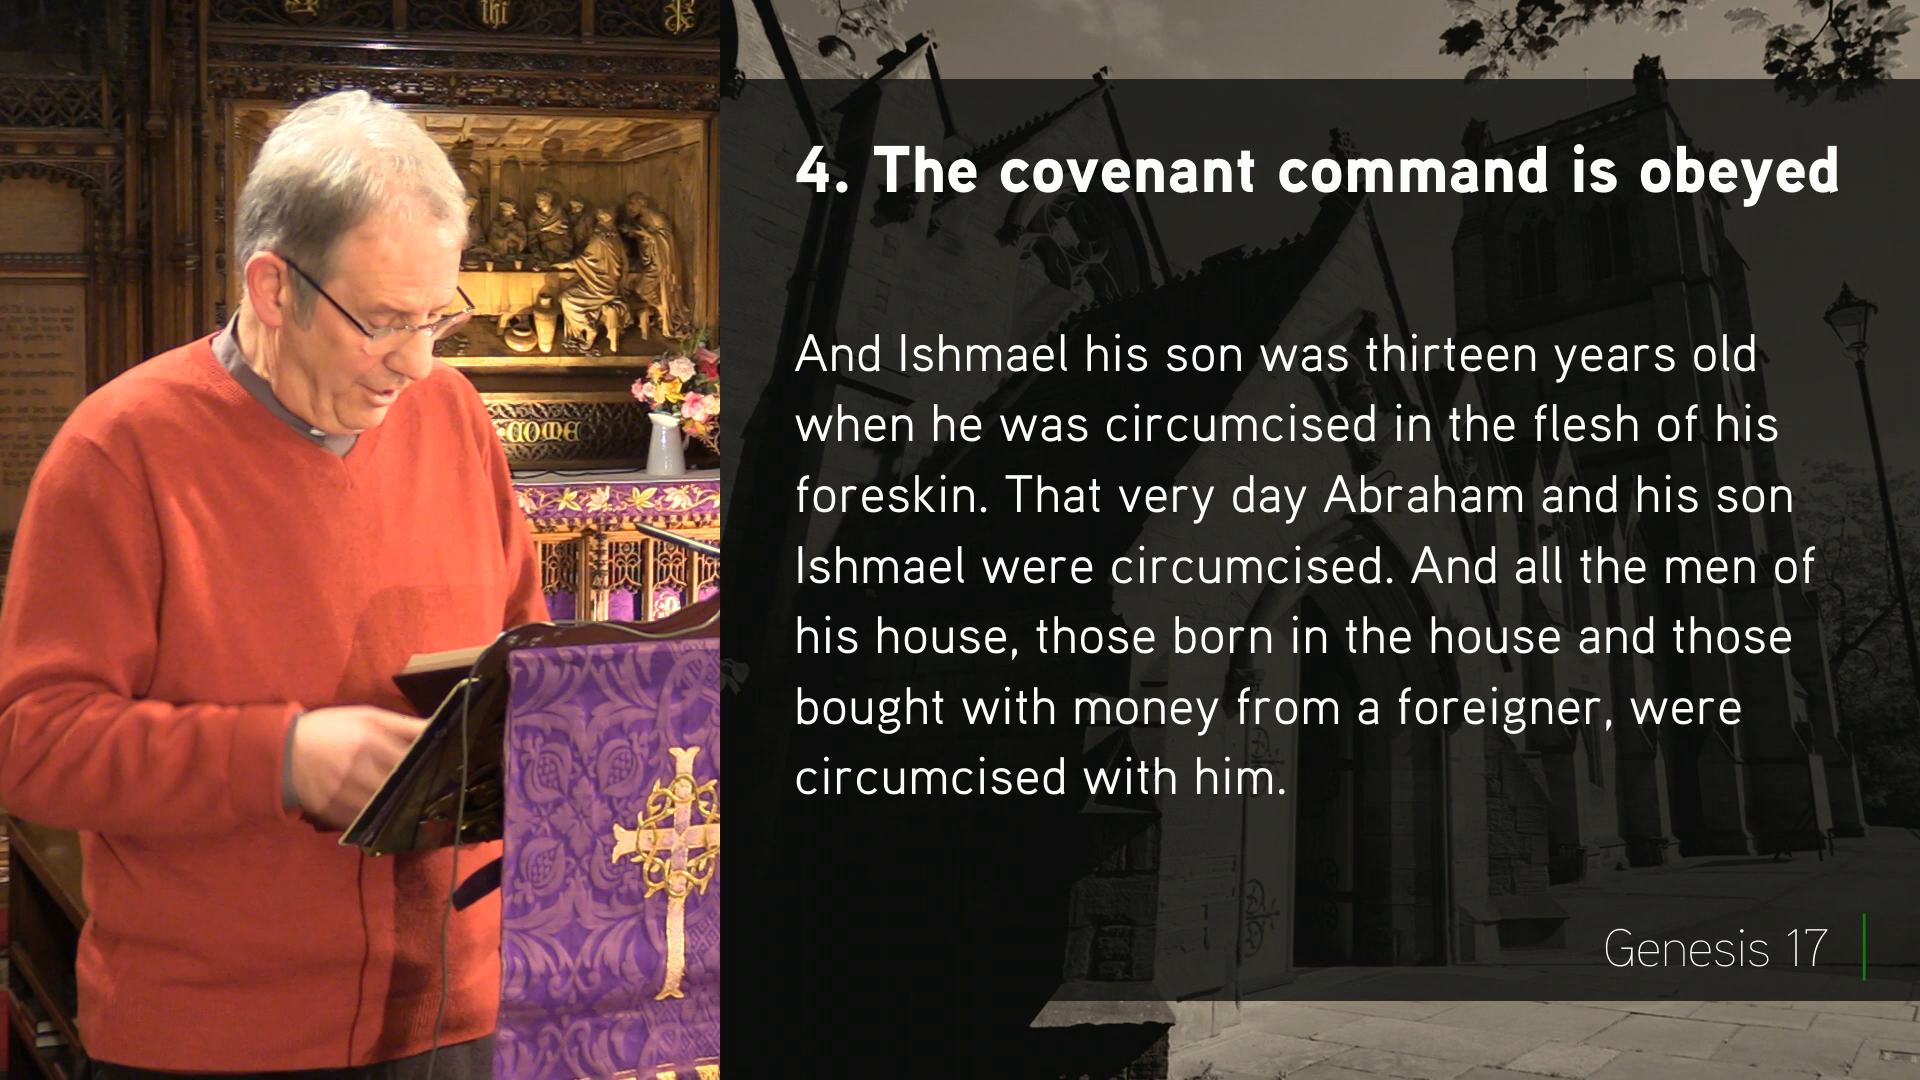 4. The covenant command is obeyed
And Ishmael his son was thirteen years old
when he was circumcised in the flesh of his
foreskin. That very day Abraham and his son
Ishmael were circumcised. And all the men of
his house, those born in the house and those
bought with money from a foreigner, were
circumcised with him.
Genesis 17
COME